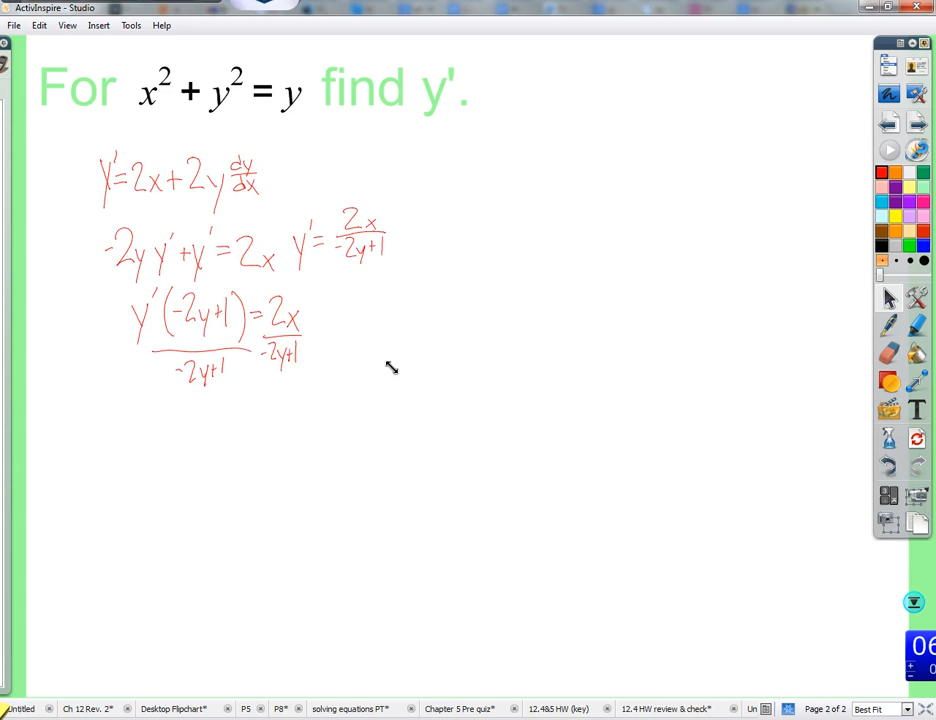 ActivInspire - Studio
File Edit View Insert Tools Help
For x² + y² = y find y'.
y' = 2x + 2y dy/dx
-2y y' + y' = 2x y' = 2x/(-2y+1)
y'(-2y+1) = 2x
-2y+1 -2y+1
06
Untitled Ch 12 Rev. 2* Desktop Flipchart* P5 P8* solving equations PT* Chapter 5 Pre quiz* 12.4&5 HW (key) 12.4 HW review & check* Un Page 2 of 2 Best Fit